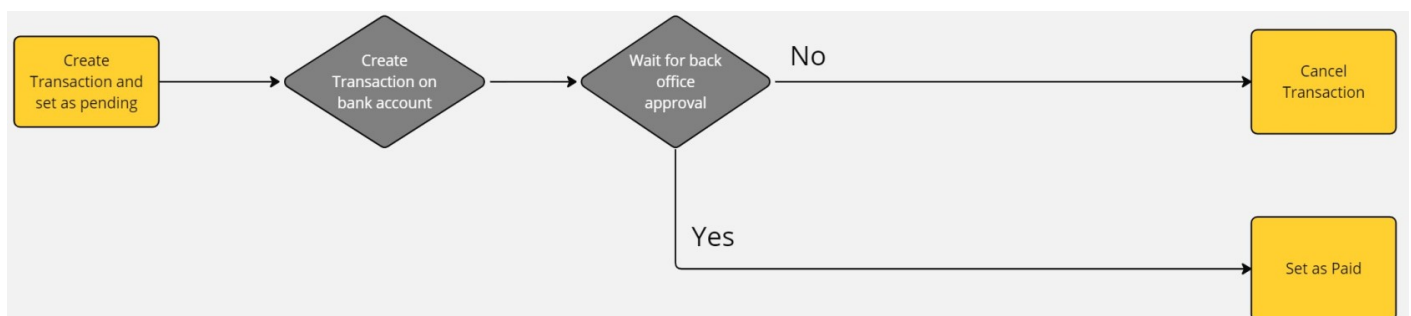 Create
Transaction and
set as pending
Create
Transaction on
bank account
Wait for back
office
approval
No
Cancel
Transaction
Yes
Set as Paid